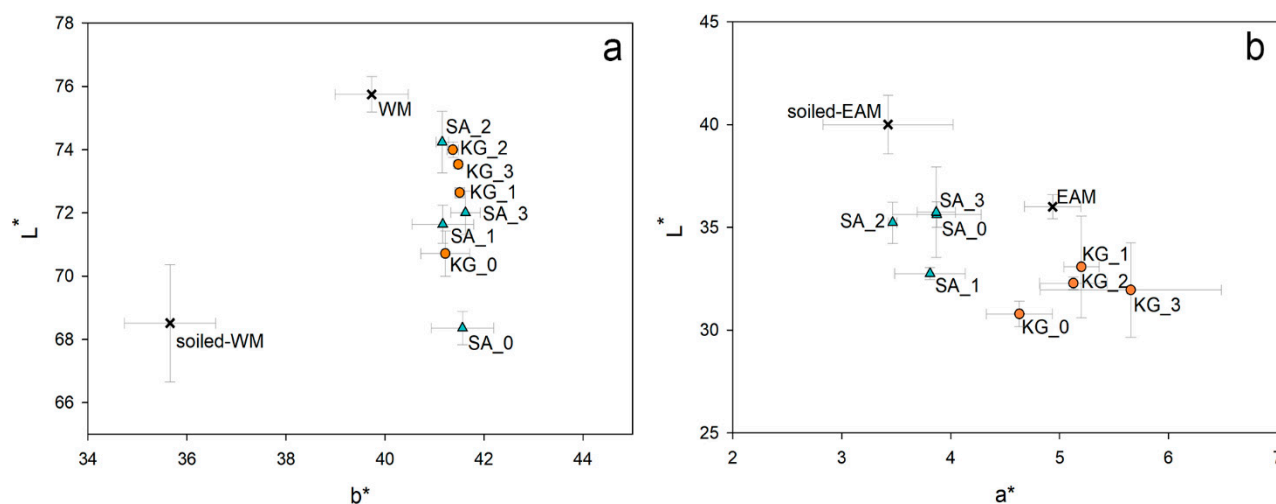 a
78
76
74
72
70
68
66
L*
34
36
38
40
42
44
b*
WM
SA_2
KG_2
KG_3
KG_1
SA_3
SA_1
KG_0
SA_0
soiled-WM
b
45
40
35
30
25
L*
2
3
4
5
6
7
a*
soiled-EAM
EAM
SA_3
SA_2
SA_0
SA_1
KG_1
KG_2
KG_3
KG_0